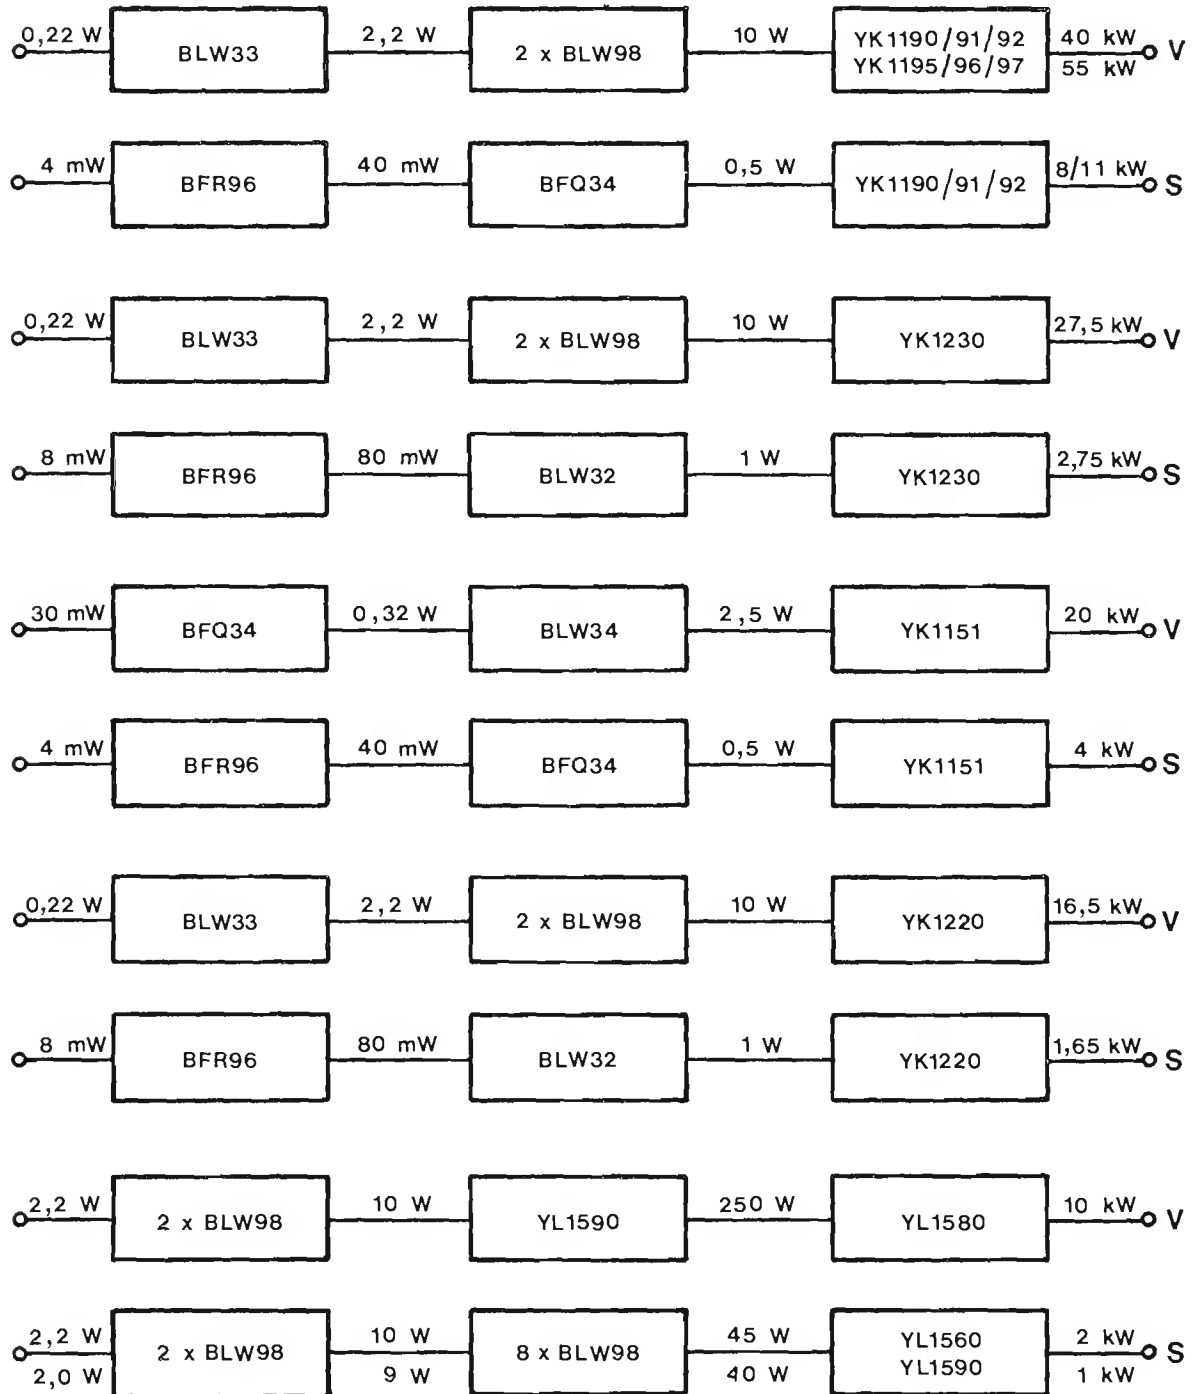 0,22 W BLW33 2,2 W 2 x BLW98 10 W YK1190/91/92 40 kW V
YK1195/96/97 55 kW
4 mW BFR96 40 mW BFQ34 0,5 W YK1190/91/92 8/11 kW S
0,22 W BLW33 2,2 W 2 x BLW98 10 W YK1230 27,5 kW V
8 mW BFR96 80 mW BLW32 1 W YK1230 2,75 kW S
30 mW BFQ34 0,32 W BLW34 2,5 W YK1151 20 kW V
4 mW BFR96 40 mW BFQ34 0,5 W YK1151 4 kW S
0,22 W BLW33 2,2 W 2 x BLW98 10 W YK1220 16,5 kW V
8 mW BFR96 80 mW BLW32 1 W YK1220 1,65 kW S
2,2 W 2 x BLW98 10 W YL1590 250 W YL1580 10 kW V
2,2 W 2 x BLW98 10 W 8 x BLW98 45 W YL1560 2 kW S
2,0 W 9 W 40 W YL1590 1 kW